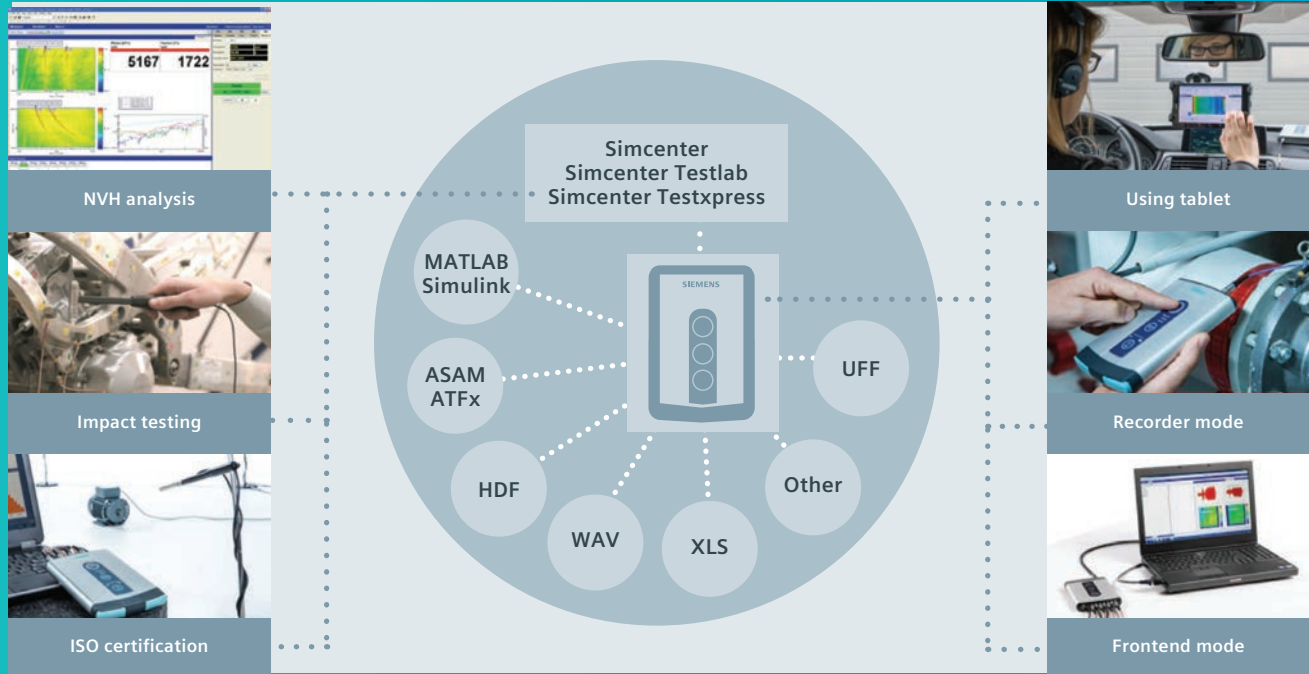 5167
1722
NVH analysis
Impact testing
ISO certification
Simcenter
Simcenter Testlab
Simcenter Testxpress
SIEMENS
MATLAB
Simulink
ASAM
ATFx
HDF
WAV
XLS
Other
UFF
Using tablet
Recorder mode
Frontend mode